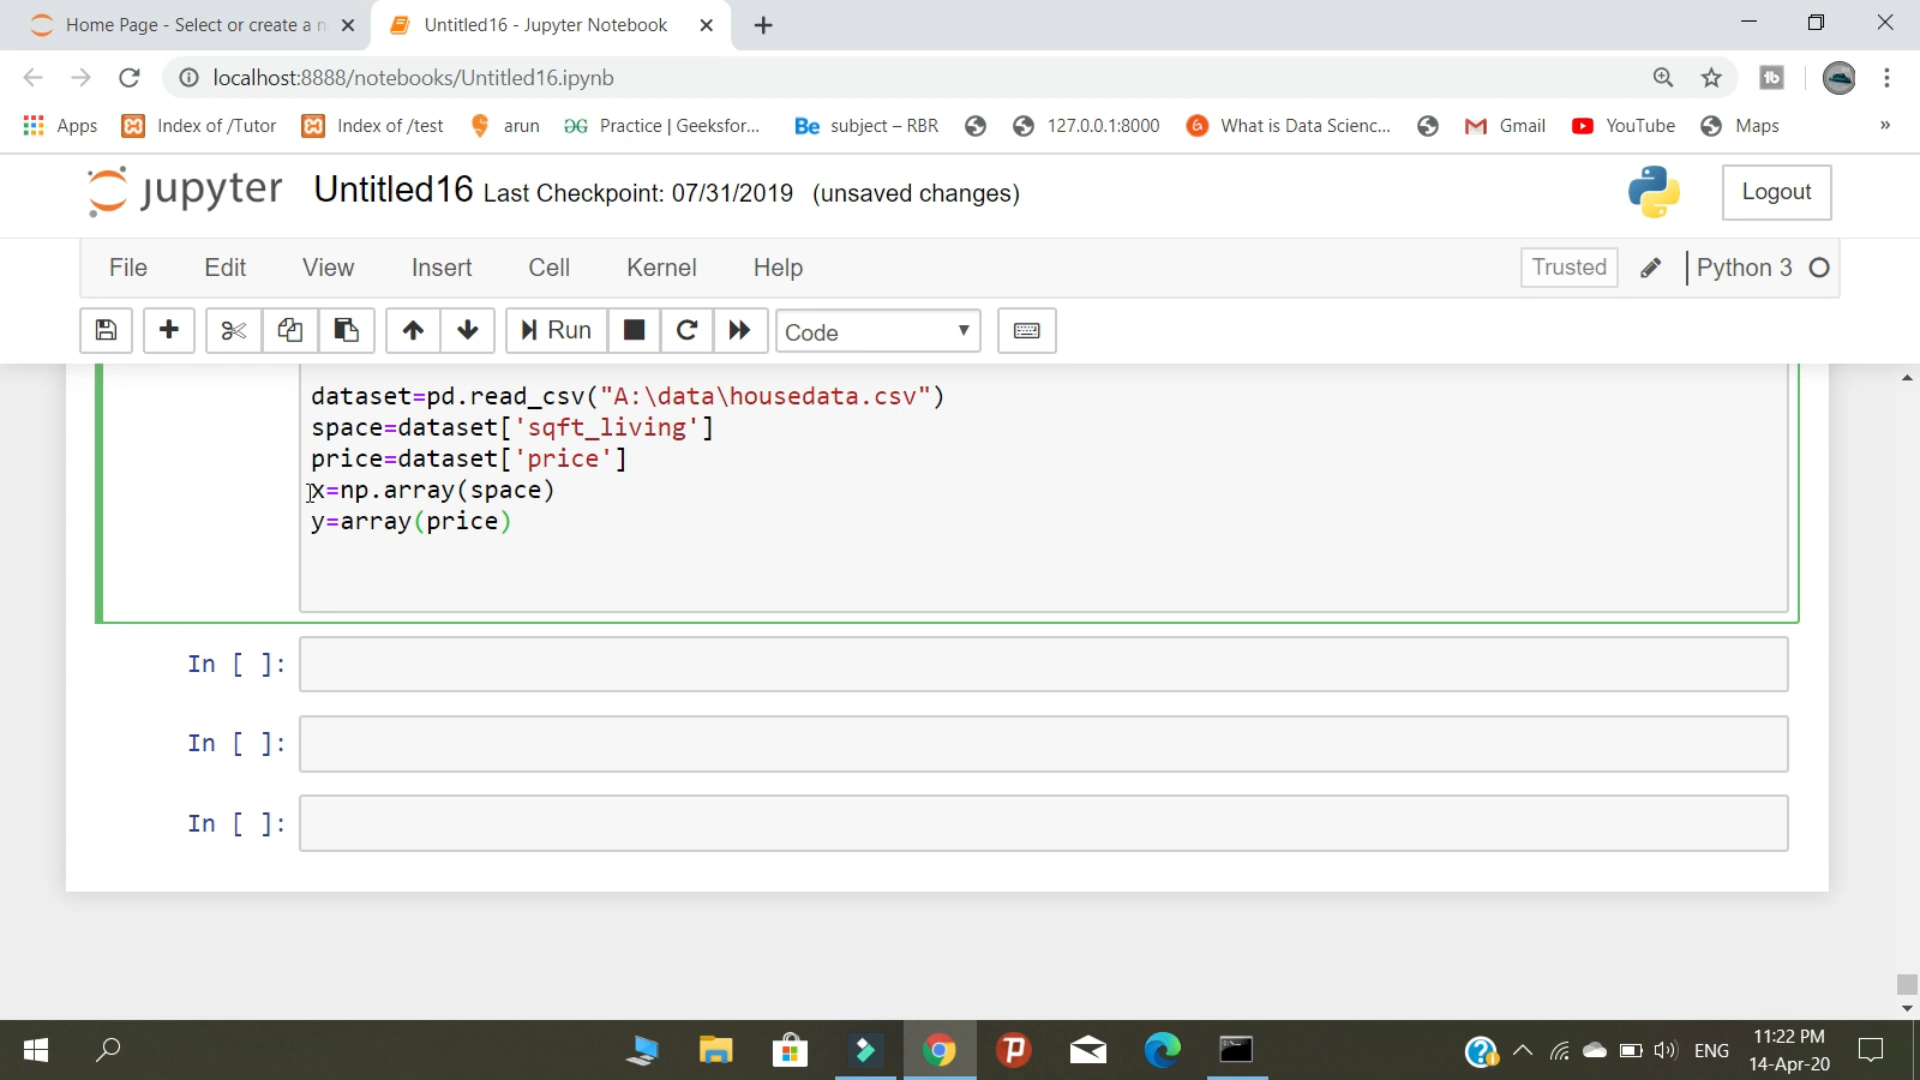 Home Page - Select or create a n
Untitled16 - Jupyter Notebook
localhost:8888/notebooks/Untitled16.ipynb
Apps
Index of /Tutor
Index of /test
arun
Practice | Geeksfor...
Be subject – RBR
127.0.0.1:8000
What is Data Scienc...
Gmail
YouTube
Maps
»
jupyter Untitled16 Last Checkpoint: 07/31/2019 (unsaved changes)
Logout
File Edit View Insert Cell Kernel Help
Trusted
Python 3
Run
Code
dataset=pd.read_csv("A:\data\housedata.csv")
space=dataset['sqft_living']
price=dataset['price']
x=np.array(space)
y=array(price)
In [ ]:
In [ ]:
In [ ]:
ENG
11:22 PM
14-Apr-20